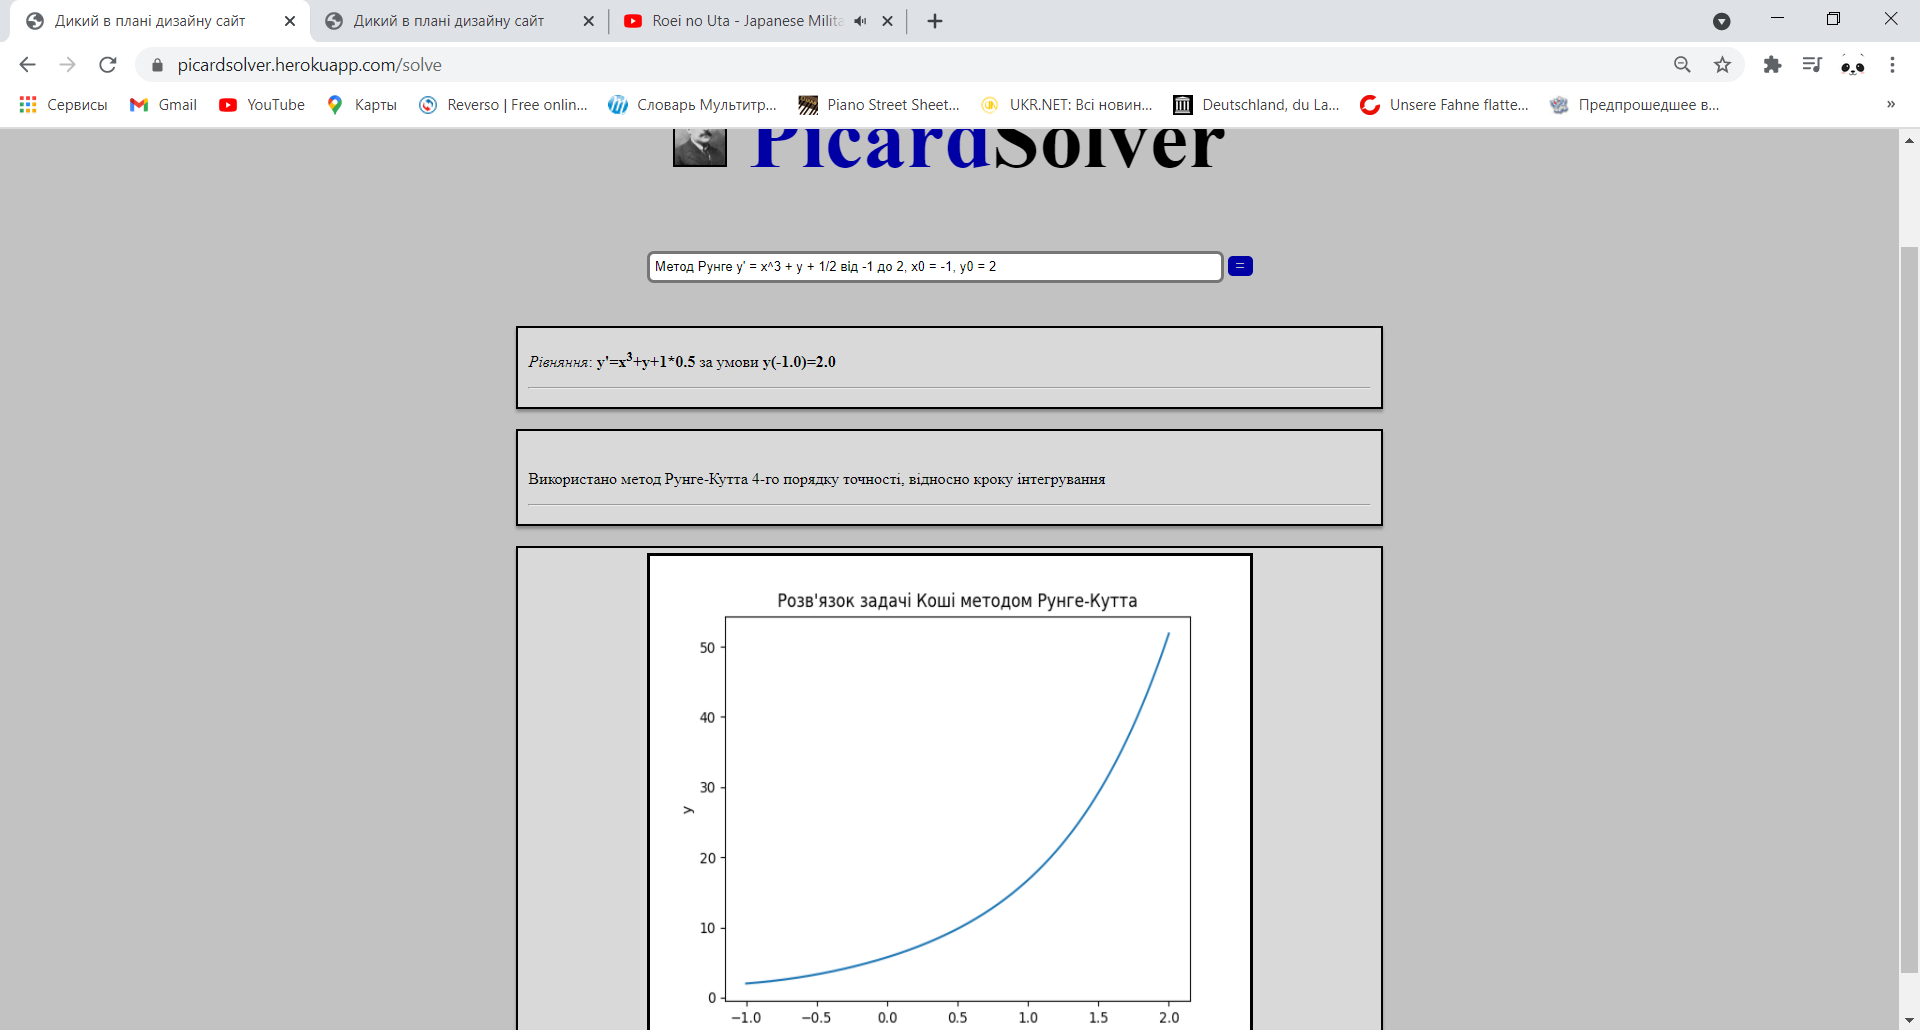 Дикий в плані дизайну сайт
Дикий в плані дизайну сайт
Roei no Uta - Japanese Milita
picardsolver.herokuapp.com/solve
Сервисы
Gmail
YouTube
Карты
Reverso | Free onlin...
Словарь Мультитр...
Piano Street Sheet...
UKR.NET: Всі новин...
Deutschland, du La...
Unsere Fahne flatte...
Предпрошедшее в...
»
PicardSolver
Метод Рунге y' = x^3 + y + 1/2 від -1 до 2, x0 = -1, y0 = 2
=
Рівняння: y'=x³+y+1*0.5 за умови y(-1.0)=2.0
Використано метод Рунге-Кутта 4-го порядку точності, відносно кроку інтегрування
Розв'язок задачі Коші методом Рунге-Кутта
50
40
30
y
20
10
0
−1.0 −0.5 0.0 0.5 1.0 1.5 2.0